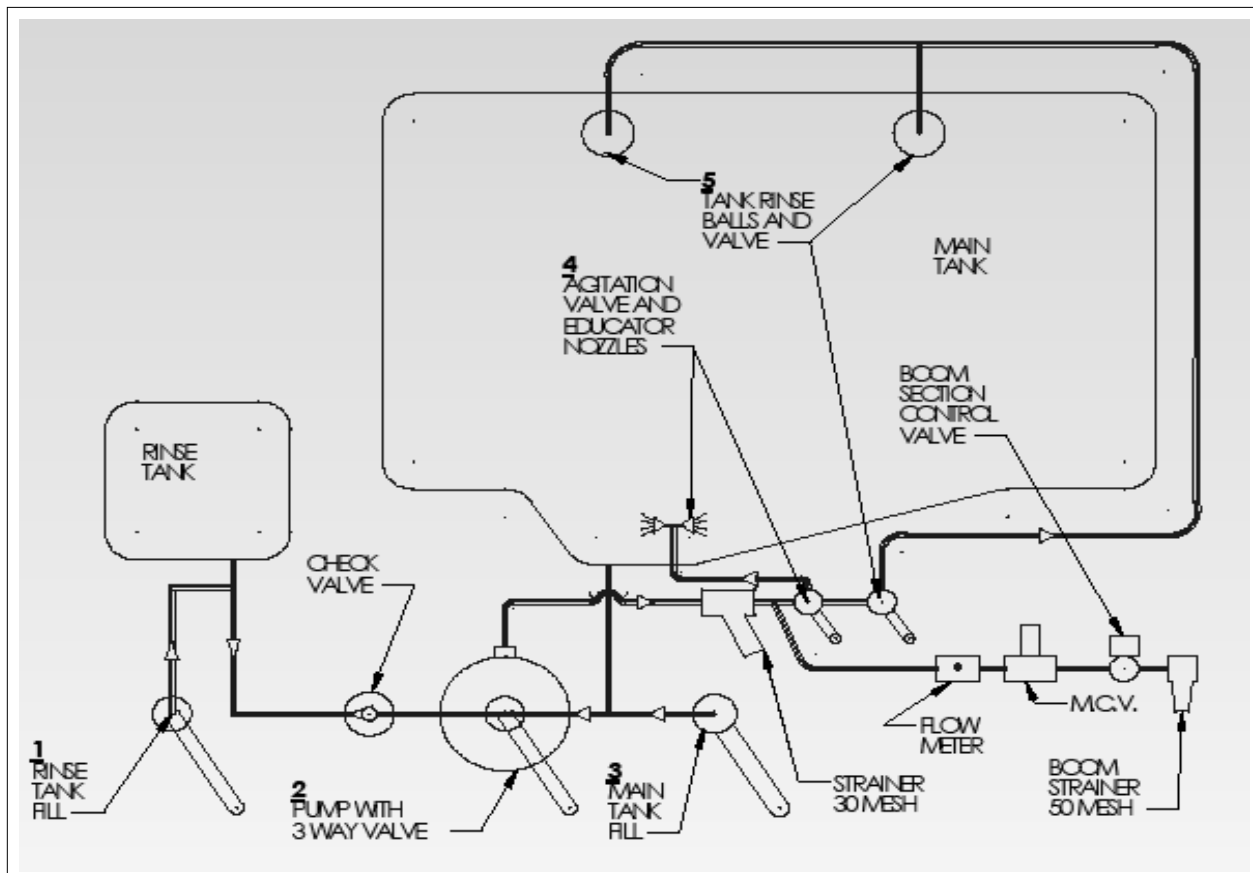 5
TANK RINSE
BALLS AND
VALVE
MAIN
TANK
4
AGITATION
VALVE AND
EDUCATOR
NOZZLES
BOOM
SECTION
CONTROL
VALVE
RINSE
TANK
CHECK
VALVE
1
RINSE
TANK
FILL
2
PUMP WITH
3 WAY VALVE
3
MAIN
TANK
FILL
STRAINER
30 MESH
FLOW
METER
M.C.V.
BOOM
STRAINER
50 MESH